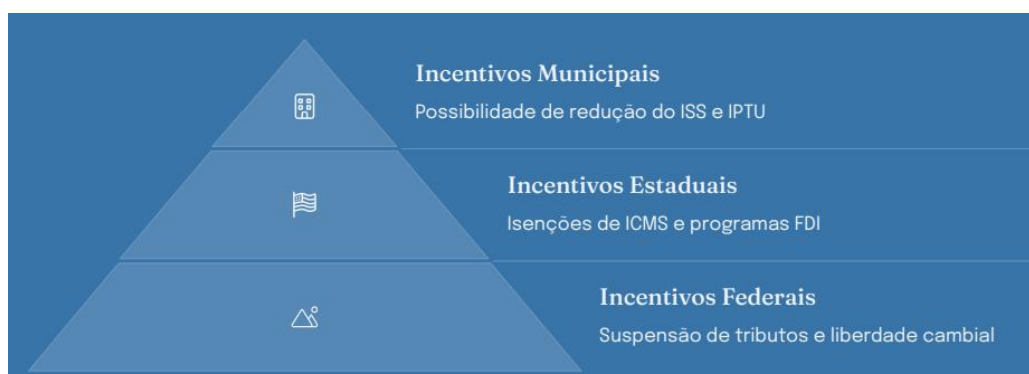 Incentivos Municipais
Possibilidade de redução do ISS e IPTU
Incentivos Estaduais
Isenções de ICMS e programas FDI
Incentivos Federais
Suspensão de tributos e liberdade cambial